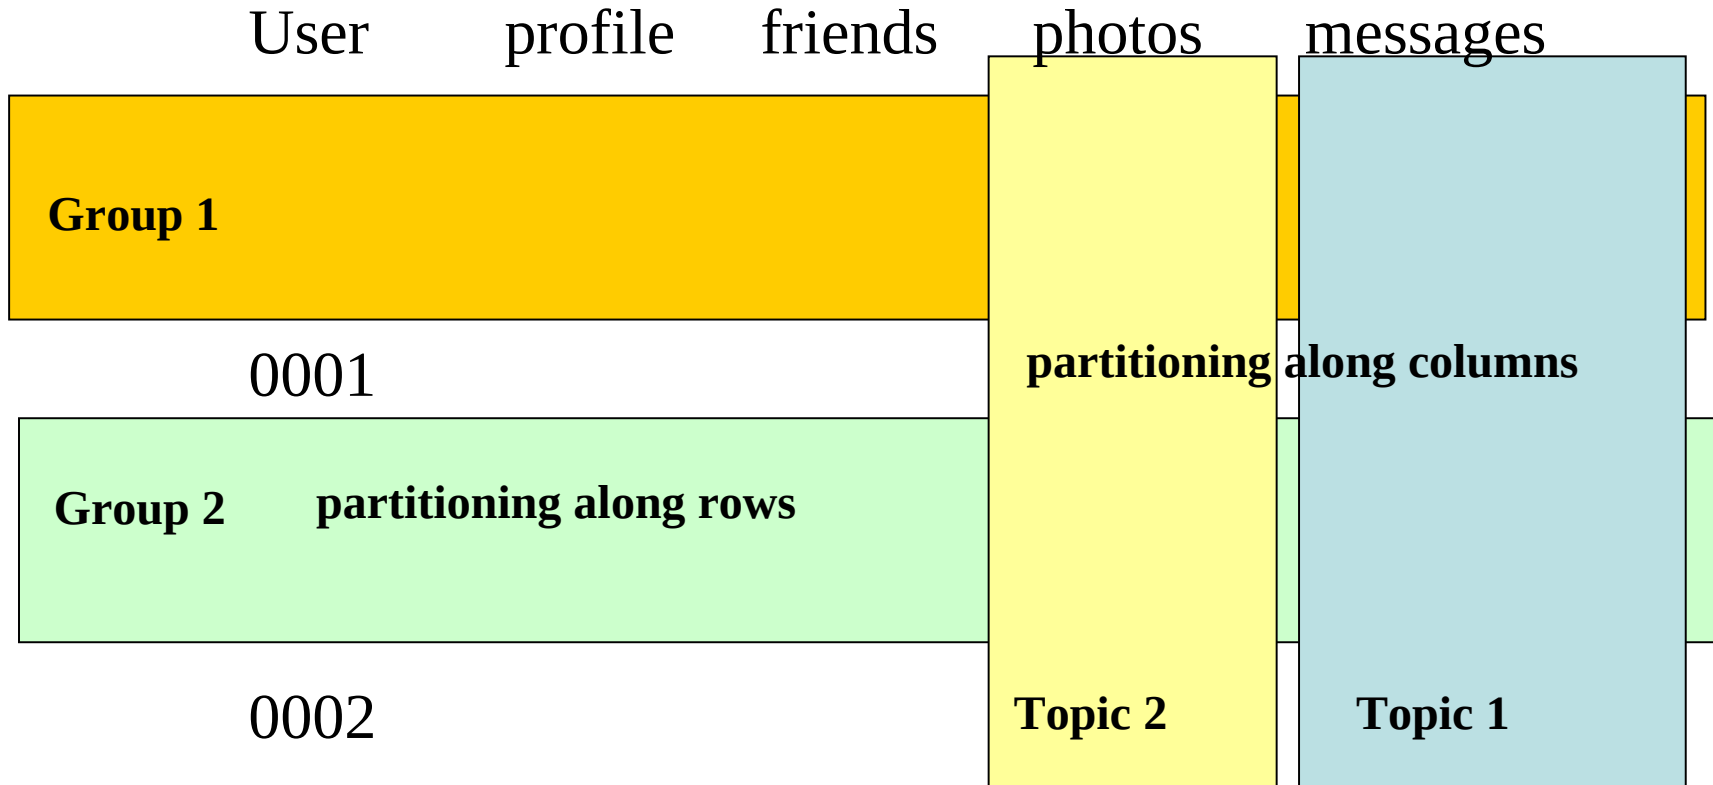 User profile friends photos messages
Group 1
partitioning along columns
0001
Group 2 partitioning along rows
Topic 2 Topic 1
0002